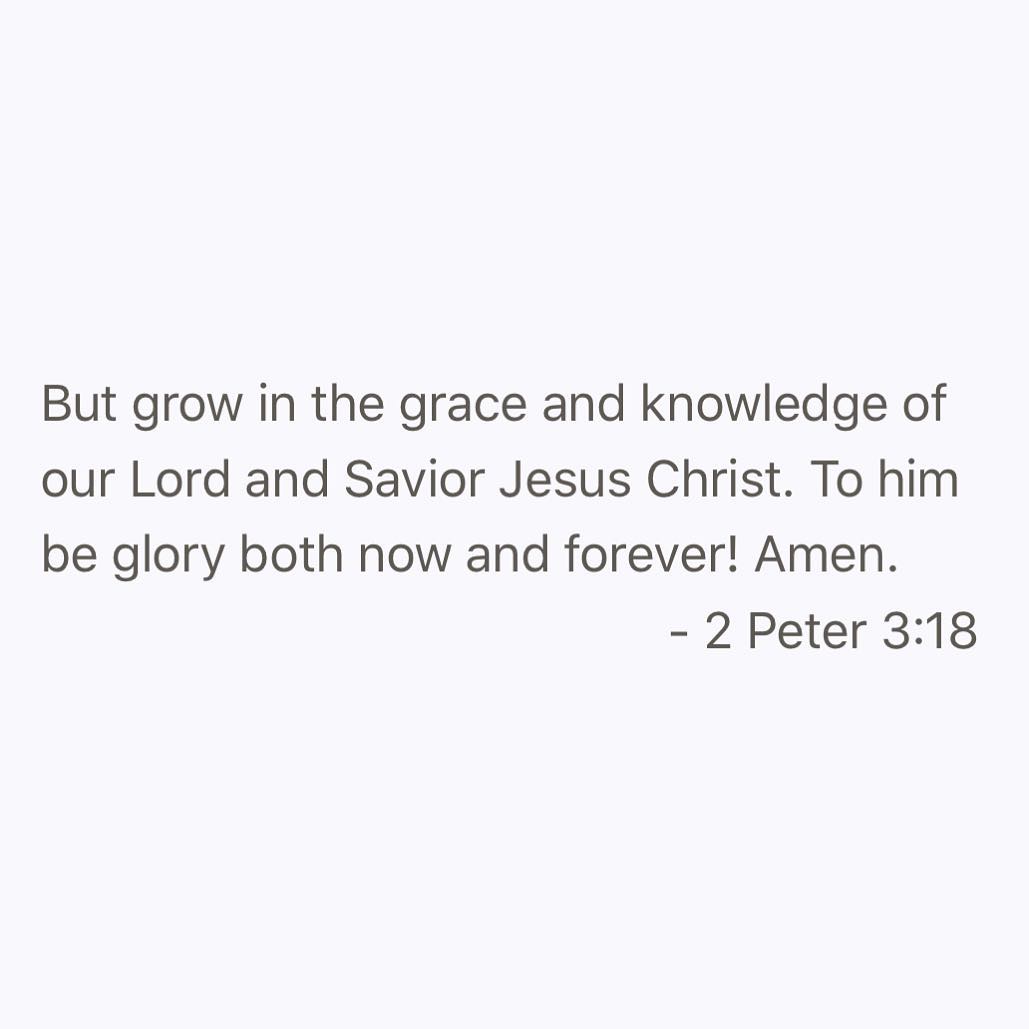 But grow in the grace and knowledge of
our Lord and Savior Jesus Christ. To him
be glory both now and forever! Amen.
- 2 Peter 3:18